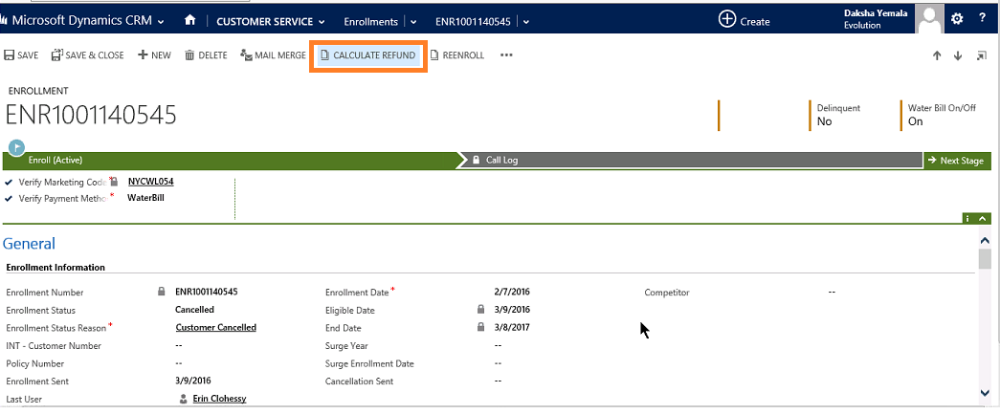 Microsoft Dynamics CRM CUSTOMER SERVICE Enrollments ENR1001140545 Create Daksha Yemala
Evolution
?
SAVE SAVE & CLOSE NEW DELETE MAIL MERGE CALCULATE REFUND REENROLL •••
ENROLLMENT
ENR1001140545
Delinquent Water Bill On/Off
No On
Enroll (Active) Call Log Next Stage
Verify Marketing Code * NYCWL054
Verify Payment Metho * WaterBill
i
General
Enrollment Information
Enrollment Number ENR1001140545 Enrollment Date * 2/7/2016 Competitor --
Enrollment Status Cancelled Eligible Date 3/9/2016
Enrollment Status Reason * Customer Cancelled End Date 3/8/2017
INT - Customer Number -- Surge Year --
Policy Number -- Surge Enrollment Date --
Enrollment Sent 3/9/2016 Cancellation Sent --
Last User Erin Clohessy